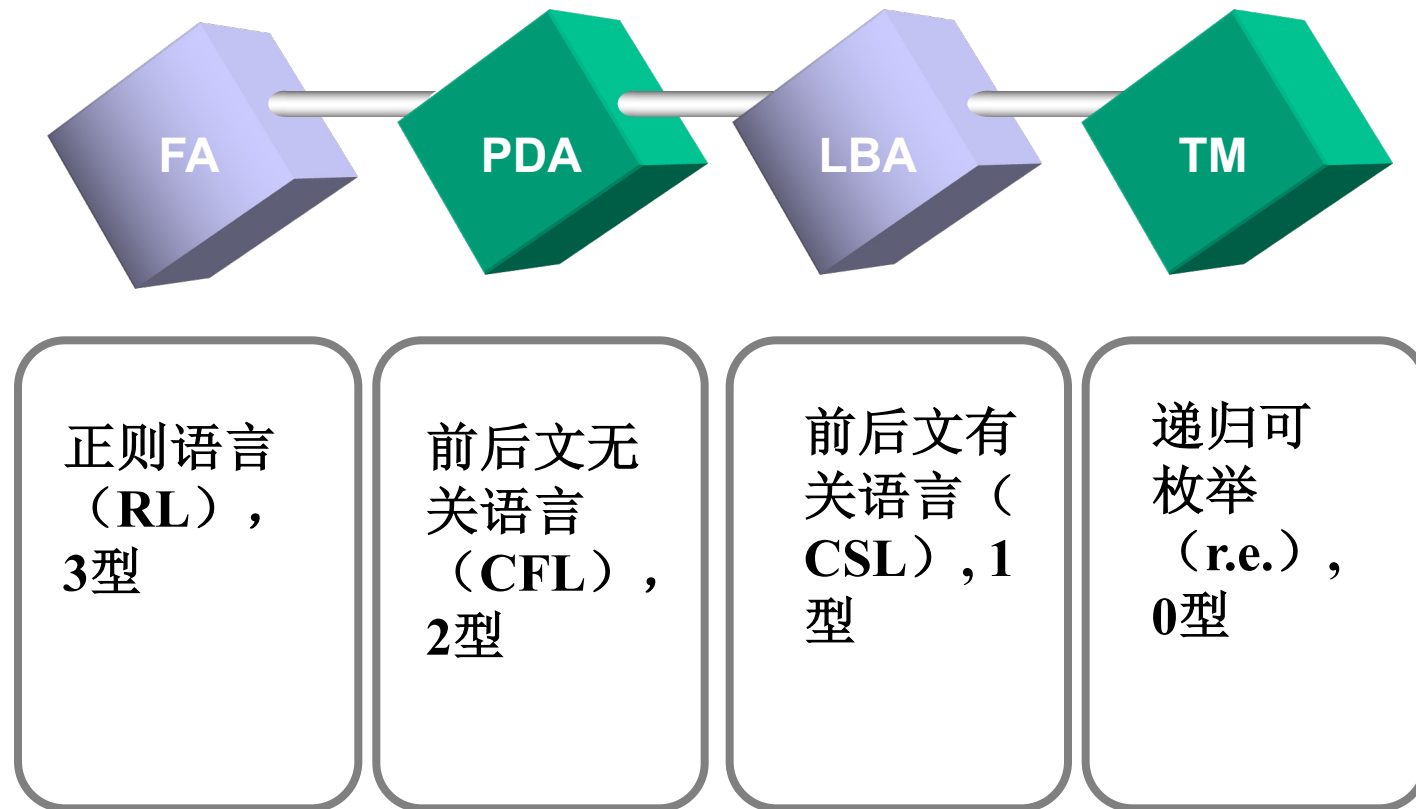 FA
PDA
LBA
TM
正则语言
（RL），
3型
前后文无
关语言
（CFL），
2型
前后文有
关语言（
CSL）, 1
型
递归可
枚举
（r.e.）,
0型